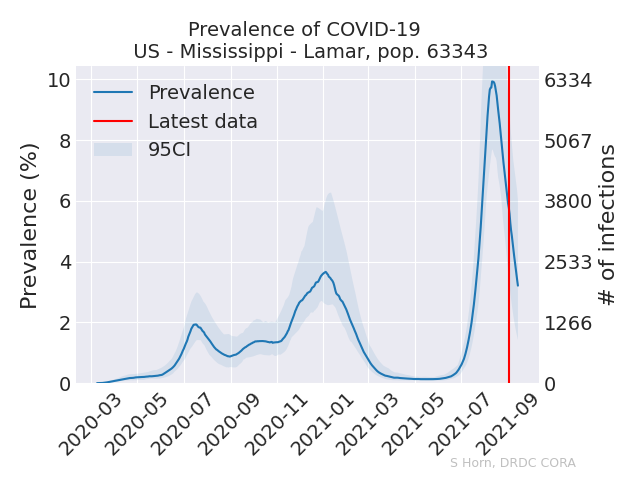 Prevalence of COVID-19
US - Mississippi - Lamar, pop. 63343
Prevalence
Latest data
95CI
Prevalence (%)
10
8
6
4
2
0
6334
5067
3800
2533
1266
0
# of infections
2020-03
2020-05
2020-07
2020-09
2020-11
2021-01
2021-03
2021-05
2021-07
2021-09
S Horn, DRDC CORA